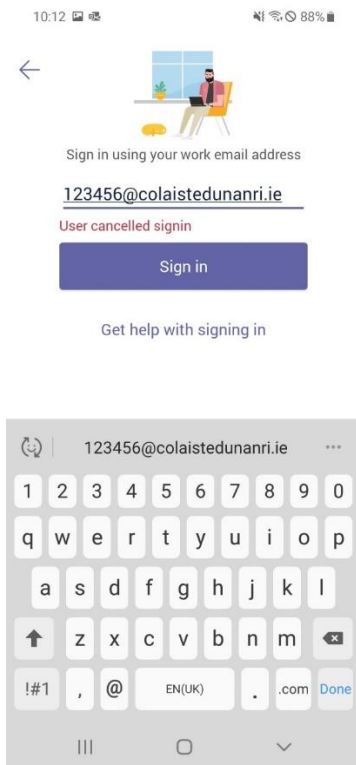 10:12 88%
Sign in using your work email address
123456@colaistedunanri.ie
User cancelled signin
Sign in
Get help with signing in
123456@colaistedunanri.ie
1 2 3 4 5 6 7 8 9 0
q w e r t y u i o p
a s d f g h j k l
z x c v b n m
!#1 , @ EN(UK) . .com Done